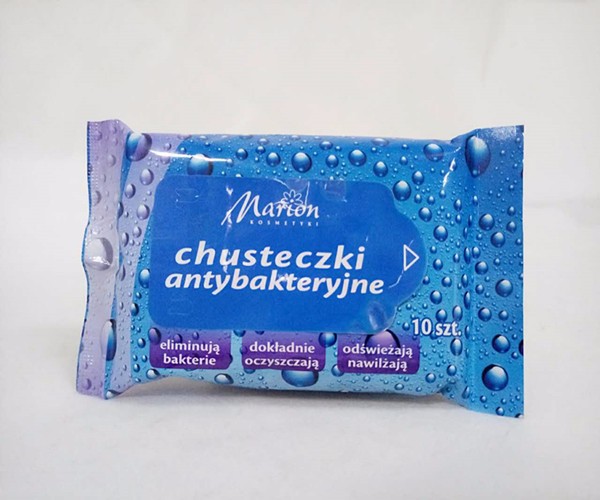 Marion
KOSMETYKI
chusteczki
antybakteryjne
10 szt.
eliminują
bakterie
dokładnie
oczyszczają
odświeżają
nawilżają